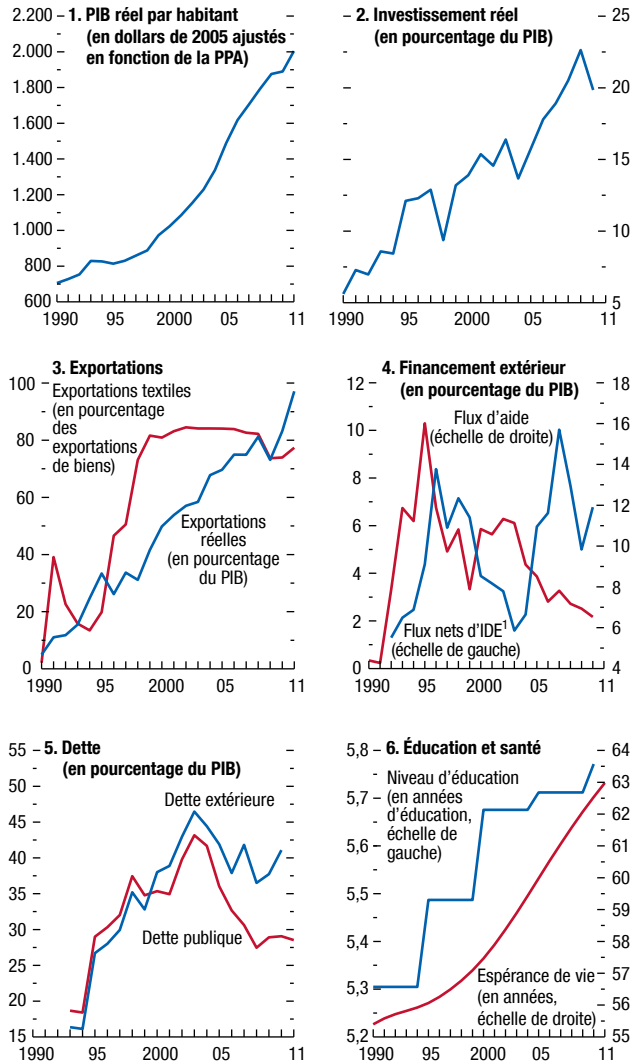 1. PIB réel par habitant
(en dollars de 2005 ajustés
en fonction de la PPA)
2.000
1.800
1.600
1.400
1.200
1.000
800
600
1990 95 2000 05 11
2. Investissement réel
(en pourcentage du PIB)
25
20
15
10
5
1990 95 2000 05 11
3. Exportations
Exportations textiles
(en pourcentage
des
exportations
de biens)
Exportations
réelles
(en pourcentage
du PIB)
100
80
60
40
20
0
1990 95 2000 05 11
4. Financement extérieur
(en pourcentage du PIB)
Flux d'aide
(échelle de droite)
Flux nets d'IDE1
(échelle de gauche)
12
10
8
6
4
2
0
18
16
14
12
10
8
6
4
1990 95 2000 05 11
5. Dette
(en pourcentage du PIB)
Dette extérieure
Dette publique
55
50
45
40
35
30
25
20
15
1990 95 2000 05 11
6. Éducation et santé
Niveau d'éducation
(en années
d'éducation,
échelle de
gauche)
Espérance de vie
(en années,
échelle de droite)
5,8
5,7
5,6
5,5
5,4
5,3
5,2
64
63
62
61
60
59
58
57
56
55
1990 95 2000 05 11